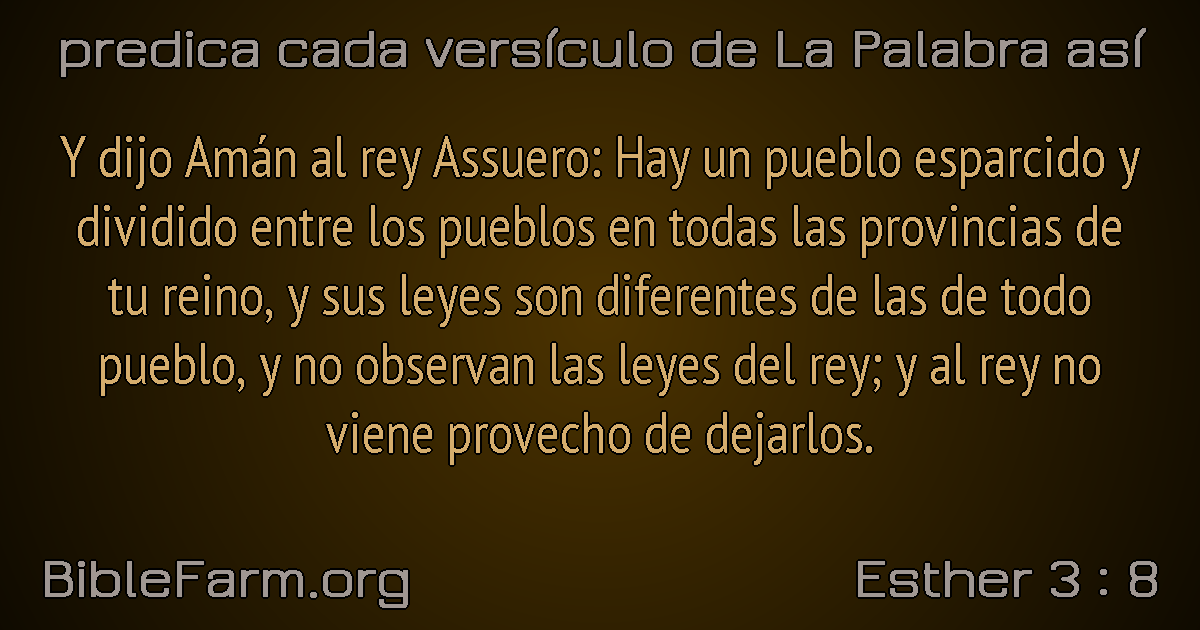 predica cada versículo de La Palabra así
Y dijo Amán al rey Assuero: Hay un pueblo esparcido y
dividido entre los pueblos en todas las provincias de
tu reino, y sus leyes son diferentes de las de todo
pueblo, y no observan las leyes del rey; y al rey no
viene provecho de dejarlos.
BibleFarm.org
Esther 3 : 8